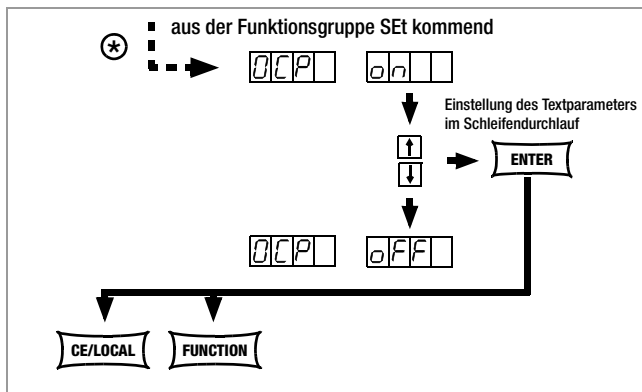 aus der Funktionsgruppe SEt kommend
OCP on
Einstellung des Textparameters
im Schleifendurchlauf
↑
↓
ENTER
OCP oFF
CE/LOCAL FUNCTION